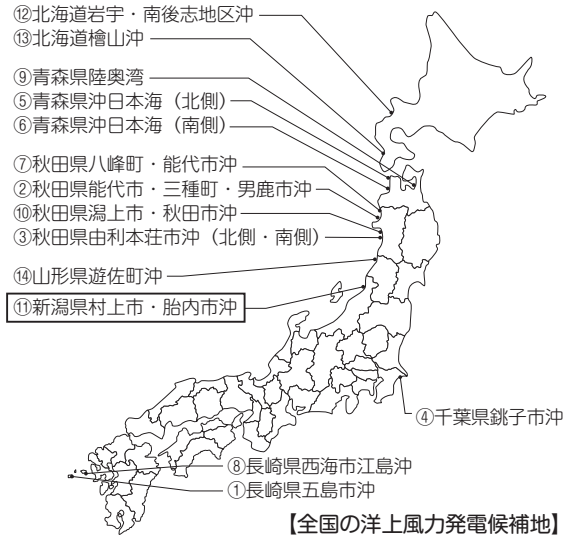 ⑫北海道岩宇・南後志地区沖
⑬北海道檜山沖
⑨青森県陸奥湾
⑤青森県沖日本海（北側）
⑥青森県沖日本海（南側）
⑦秋田県八峰町・能代市沖
②秋田県能代市・三種町・男鹿市沖
⑩秋田県潟上市・秋田市沖
③秋田県由利本荘市沖（北側・南側）
⑭山形県遊佐町沖
⑪新潟県村上市・胎内市沖
④千葉県銚子市沖
⑧長崎県西海市江島沖
①長崎県五島市沖
【全国の洋上風力発電候補地】